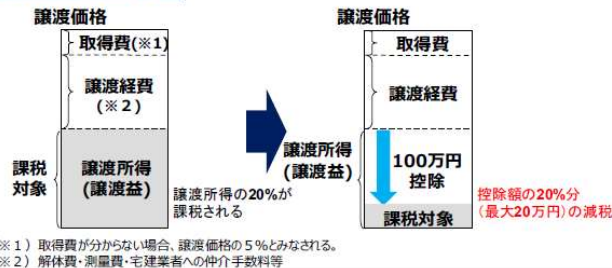 譲渡価格
取得費(※1)
譲渡経費
(※2)
課税
対象
譲渡所得
(譲渡益)
譲渡所得の20%が
課税される
譲渡価格
取得費
譲渡経費
譲渡所得
(譲渡益)
100万円
控除
課税対象
控除額の20%分
(最大20万円)の減税
※1）取得費が分からない場合、譲渡価格の5%とみなされる。
※2）解体費・測量費・宅建業者への仲介手数料等